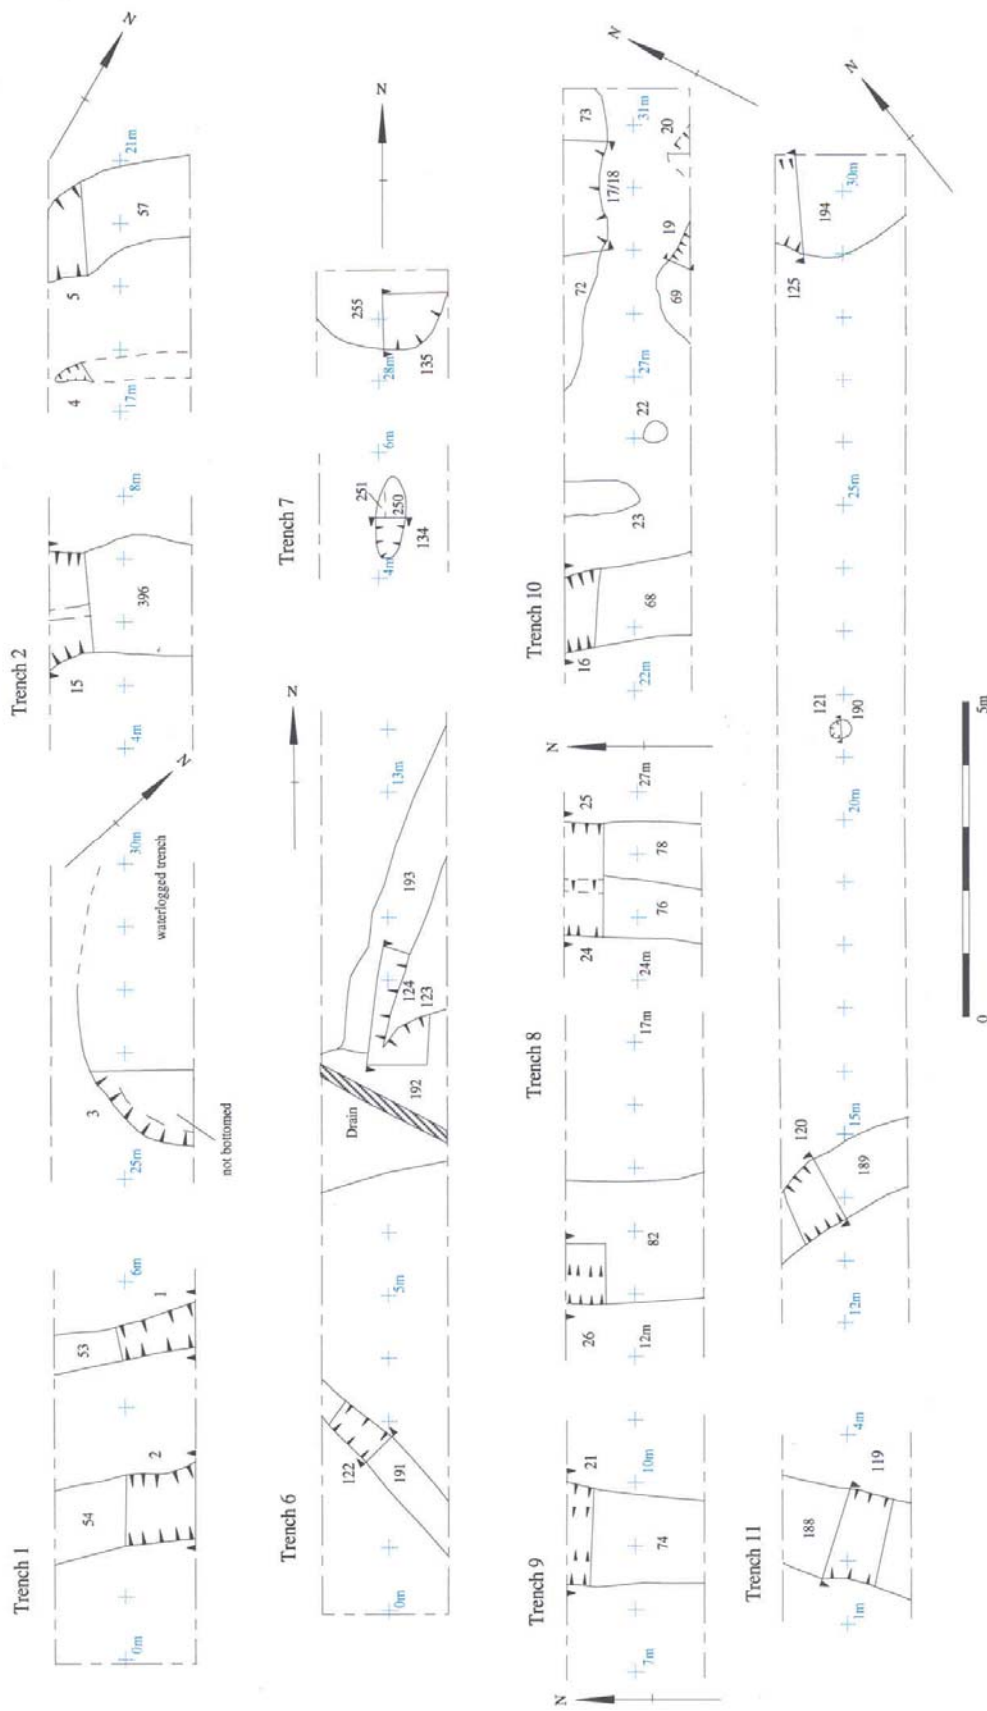 Trench 1
0m
54
2
53
1
6m
25m
3
not bottomed
waterlogged trench
30m
N
Trench 2
4m
15
396
8m
17m
4
5
57
21m
N
Trench 6
0m
122
191
5m
Drain
192
123
124
193
13m
N
Trench 7
4m
134
250
251
6m
28m
135
255
N
Trench 9
N
7m
74
21
10m
Trench 8
12m
26
82
17m
24m
24
76
78
25
27m
N
Trench 10
22m
16
68
23
22
27m
72
69
19
17/18
20
73
31m
N
Trench 11
1m
188
119
4m
12m
120
189
15m
20m
121
190
25m
125
194
30m
N
0
5m